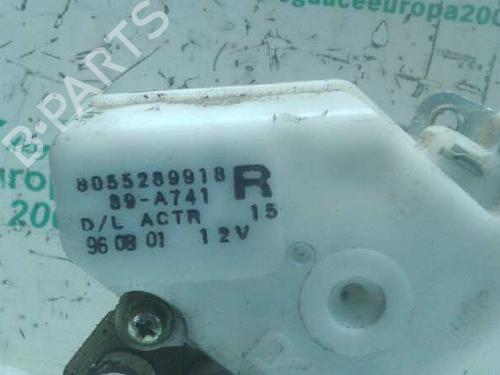 8055289918 R
89-A741
D/L ACTR 15
96 08 01 12V
B-PARTS